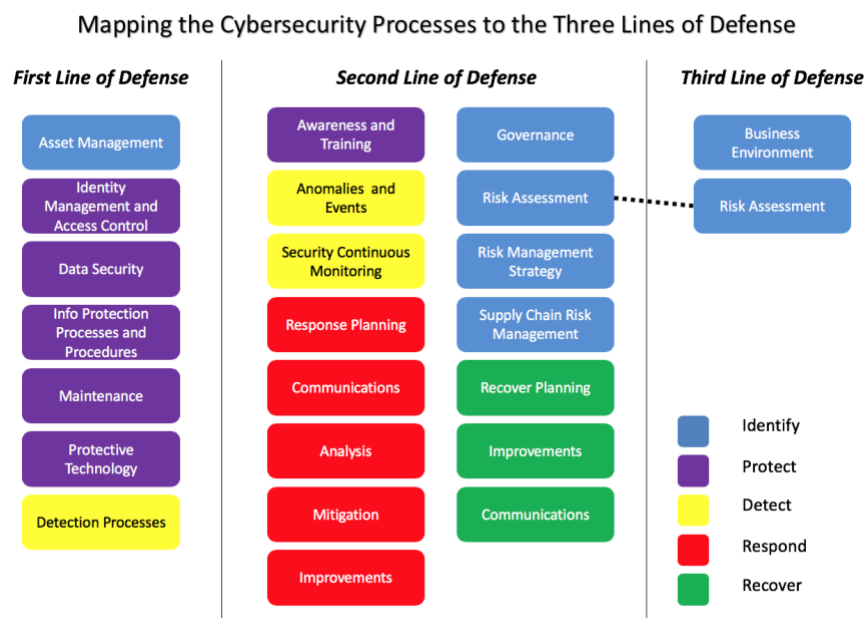 Mapping the Cybersecurity Processes to the Three Lines of Defense
First Line of Defense
Asset Management
Identity
Management and
Access Control
Data Security
Info Protection
Processes and
Procedures
Maintenance
Protective
Technology
Detection Processes
Second Line of Defense
Awareness and
Training
Anomalies and
Events
Security Continuous
Monitoring
Response Planning
Communications
Analysis
Mitigation
Improvements
Governance
Risk Assessment
Risk Management
Strategy
Supply Chain Risk
Management
Recover Planning
Improvements
Communications
Third Line of Defense
Business
Environment
Risk Assessment
Identify
Protect
Detect
Respond
Recover